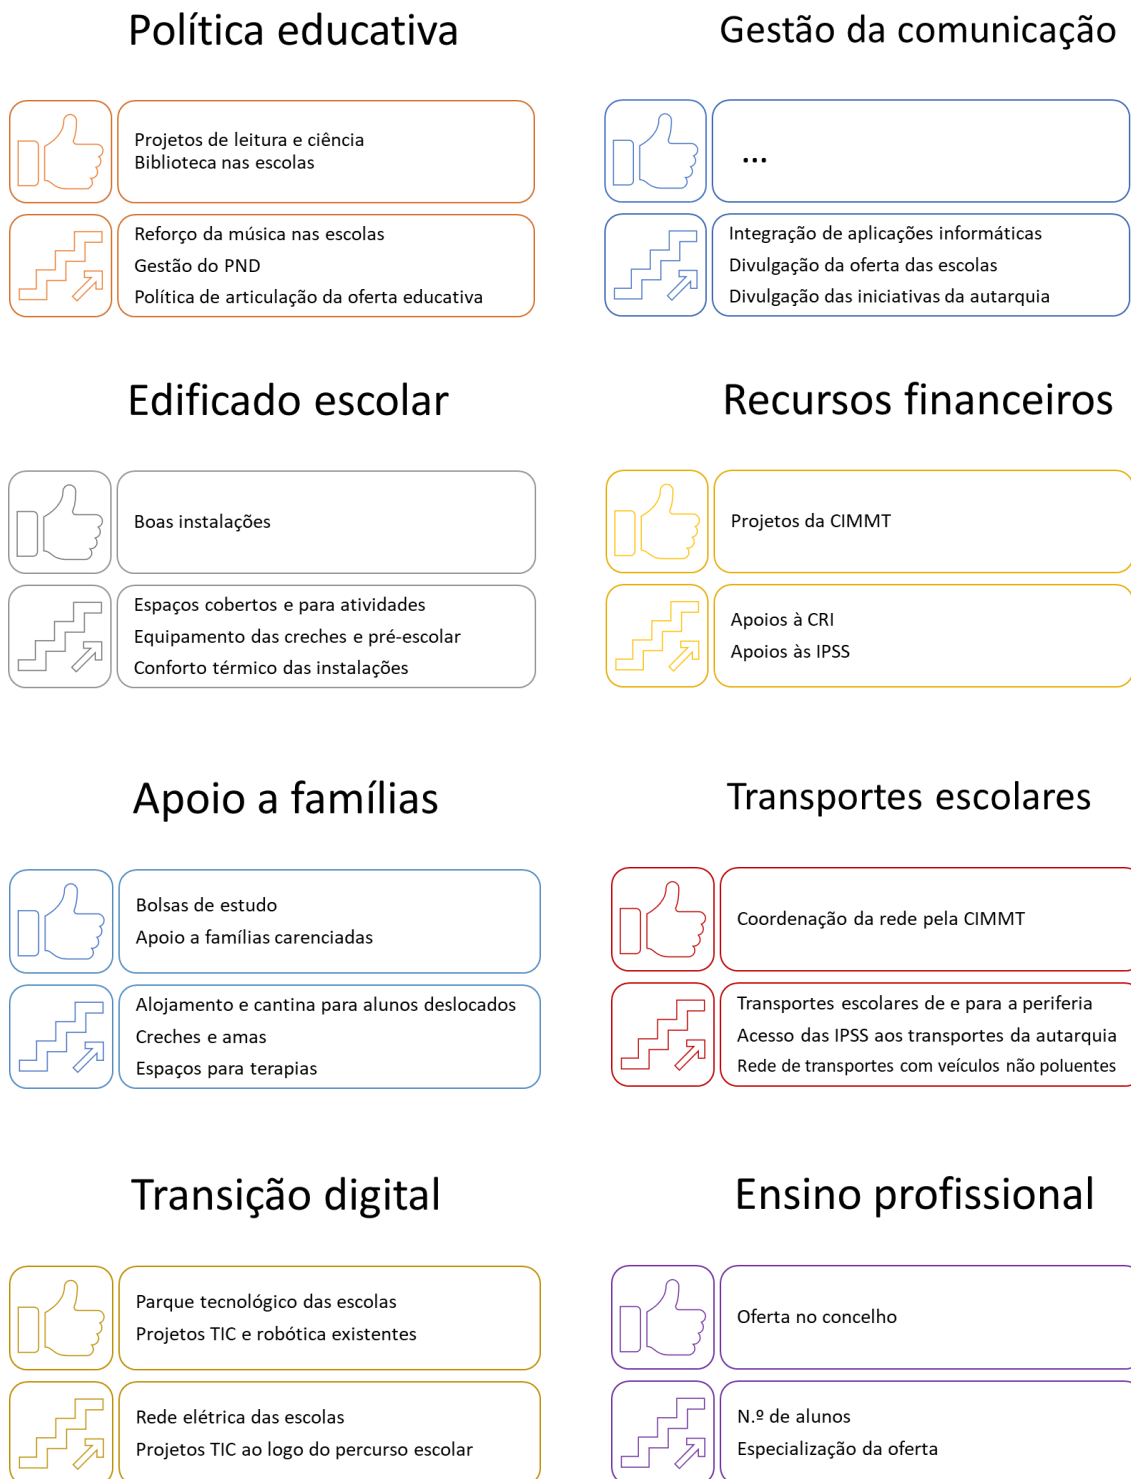 Política educativa
Projetos de leitura e ciência
Biblioteca nas escolas
Reforço da música nas escolas
Gestão do PND
Política de articulação da oferta educativa
Gestão da comunicação
...
Integração de aplicações informáticas
Divulgação da oferta das escolas
Divulgação das iniciativas da autarquia
Edificado escolar
Boas instalações
Espaços cobertos e para atividades
Equipamento das creches e pré-escolar
Conforto térmico das instalações
Recursos financeiros
Projetos da CIMMT
Apoios à CRI
Apoios às IPSS
Apoio a famílias
Bolsas de estudo
Apoio a famílias carenciadas
Alojamento e cantina para alunos deslocados
Creches e amas
Espaços para terapias
Transportes escolares
Coordenação da rede pela CIMMT
Transportes escolares de e para a periferia
Acesso das IPSS aos transportes da autarquia
Rede de transportes com veículos não poluentes
Transição digital
Parque tecnológico das escolas
Projetos TIC e robótica existentes
Rede elétrica das escolas
Projetos TIC ao logo do percurso escolar
Ensino profissional
Oferta no concelho
N.º de alunos
Especialização da oferta